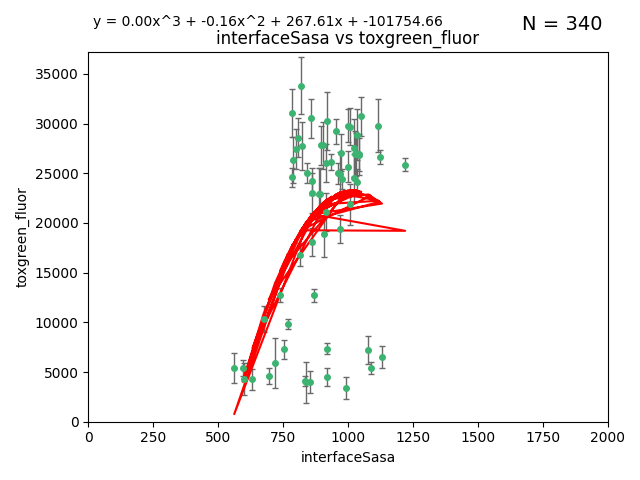 y = 0.00x^3 + -0.16x^2 + 267.61x + -101754.66
N = 340
interfaceSasa vs toxgreen_fluor
toxgreen_fluor
35000
30000
25000
20000
15000
10000
5000
0
0 250 500 750 1000 1250 1500 1750 2000
interfaceSasa